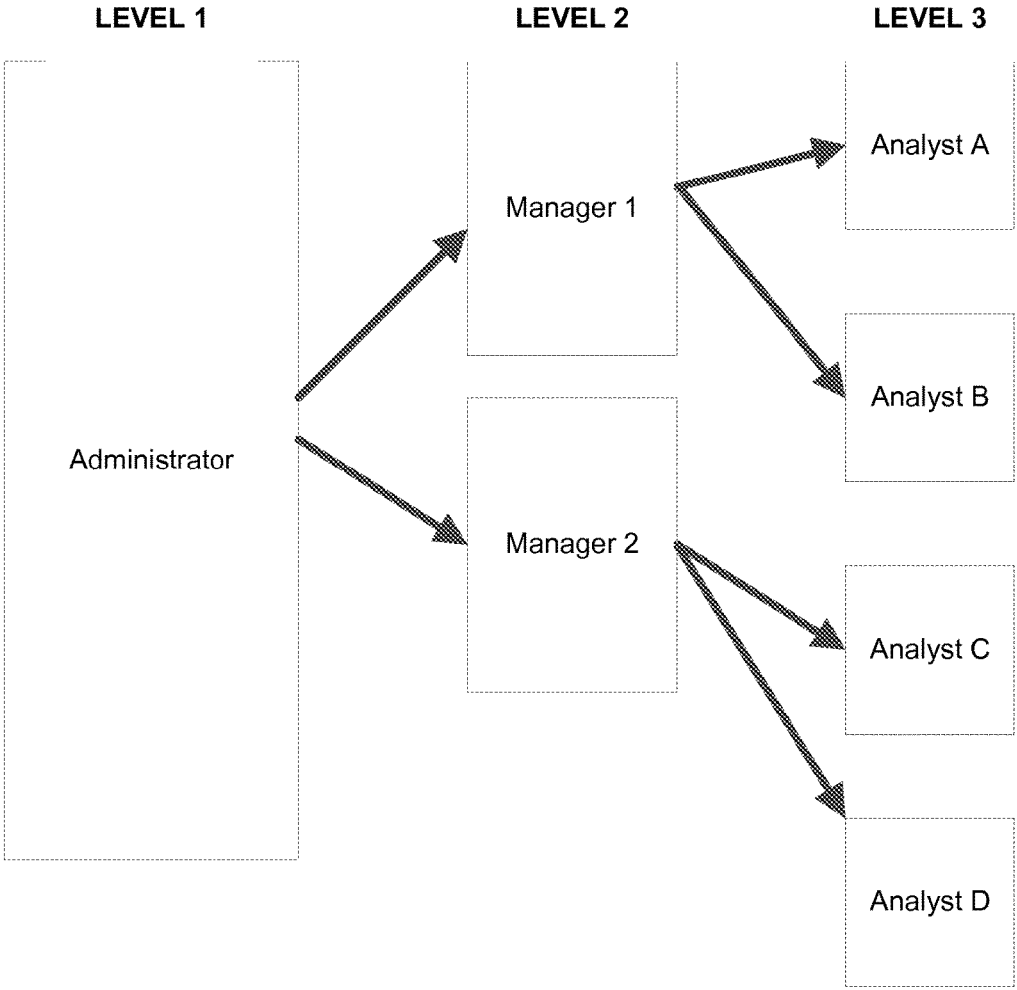 LEVEL 1
LEVEL 2
LEVEL 3
Administrator
Manager 1
Manager 2
Analyst A
Analyst B
Analyst C
Analyst D